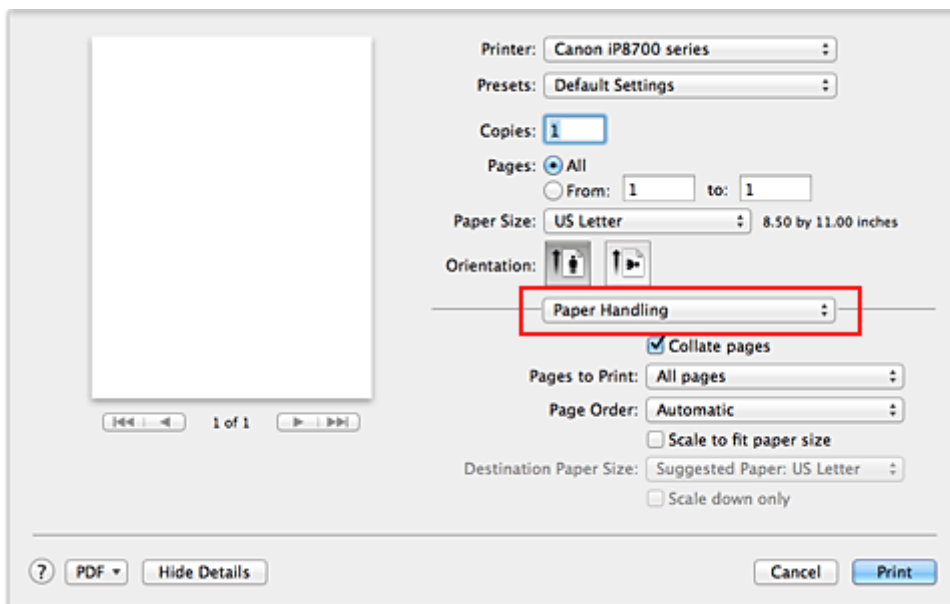 Printer: Canon iP8700 series
Presets: Default Settings
Copies: 1
Pages: All
From: 1 to: 1
Paper Size: US Letter 8.50 by 11.00 inches
Orientation:
Paper Handling
Collate pages
Pages to Print: All pages
Page Order: Automatic
1 of 1
Scale to fit paper size
Destination Paper Size: Suggested Paper: US Letter
Scale down only
? PDF Hide Details Cancel Print